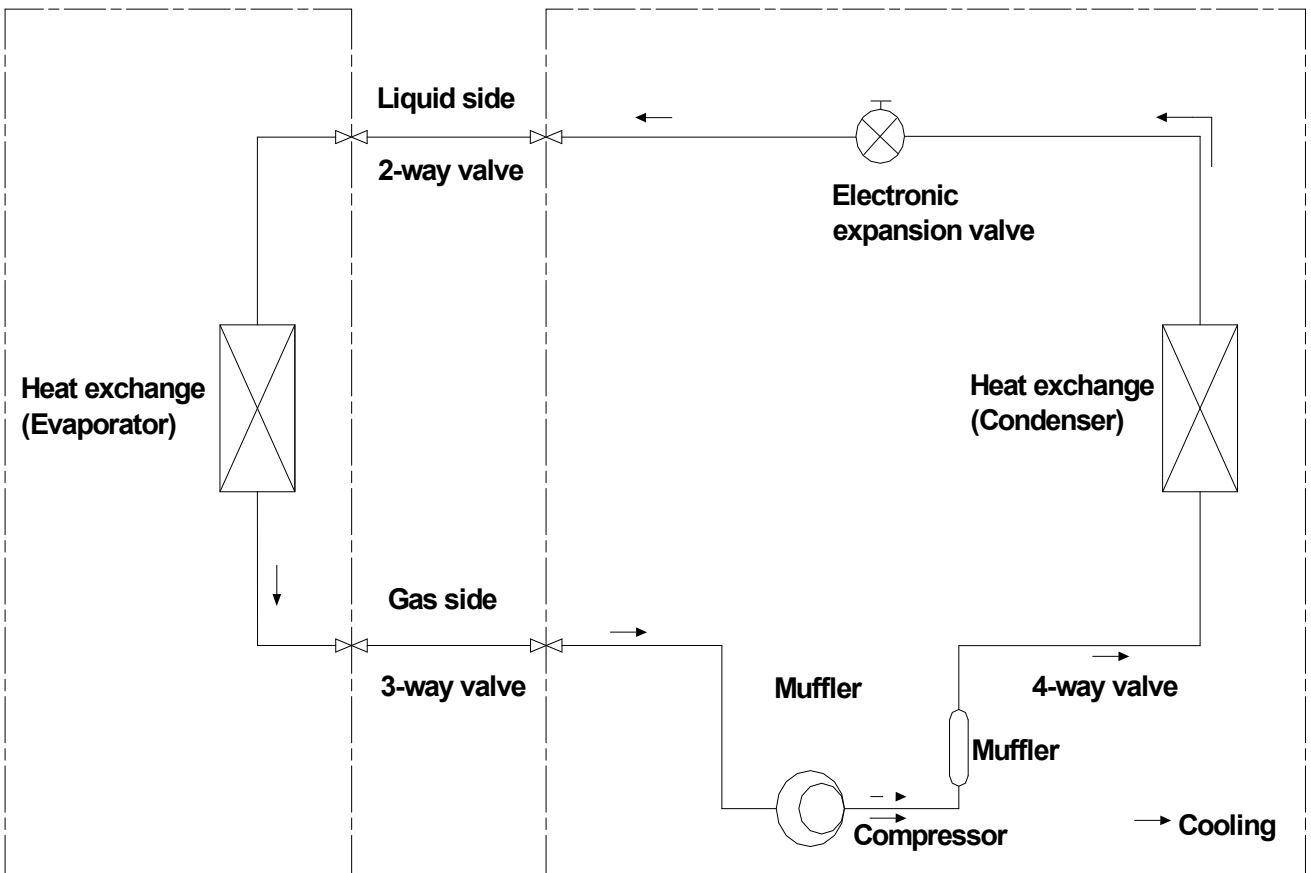 Liquid side
2-way valve
Electronic
expansion valve
Heat exchange
(Evaporator)
Heat exchange
(Condenser)
Gas side
3-way valve
Muffler
4-way valve
Muffler
Compressor
Cooling